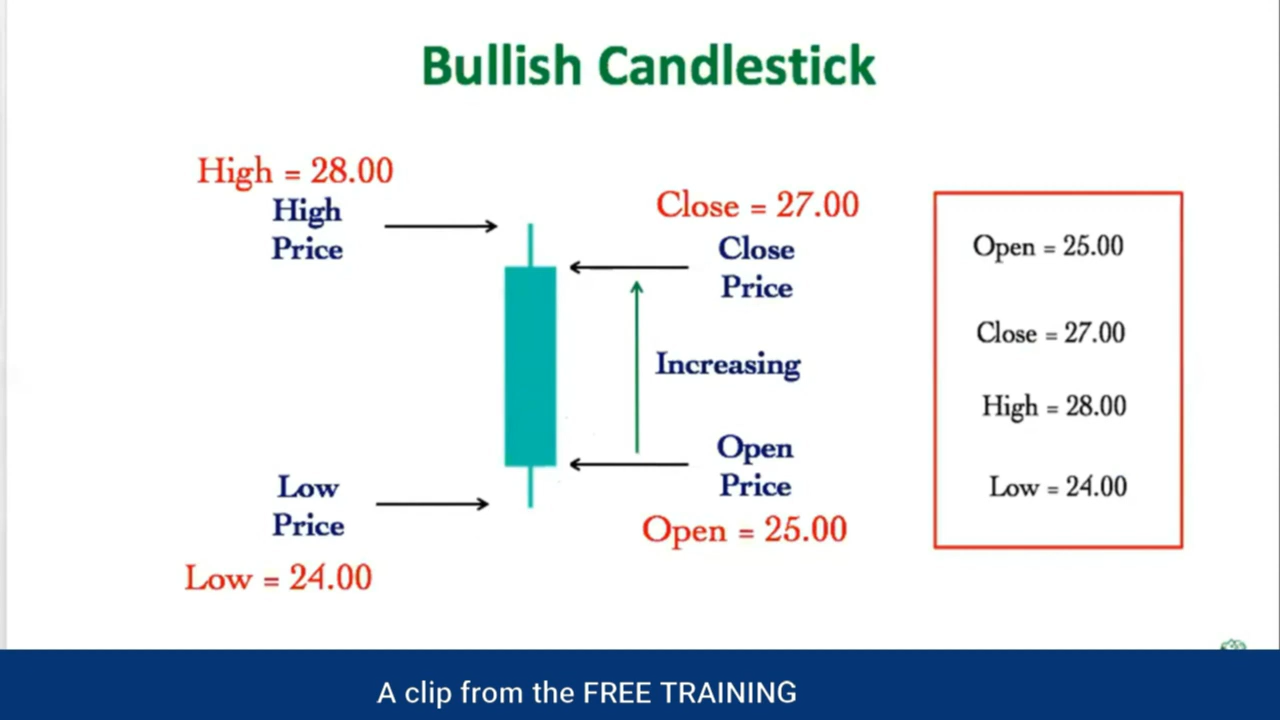 Bullish Candlestick
High = 28.00
High
Price
Close = 27.00
Close
Price
Increasing
Open
Price
Open = 25.00
Low
Price
Low = 24.00
Open = 25.00
Close = 27.00
High = 28.00
Low = 24.00
A clip from the FREE TRAINING